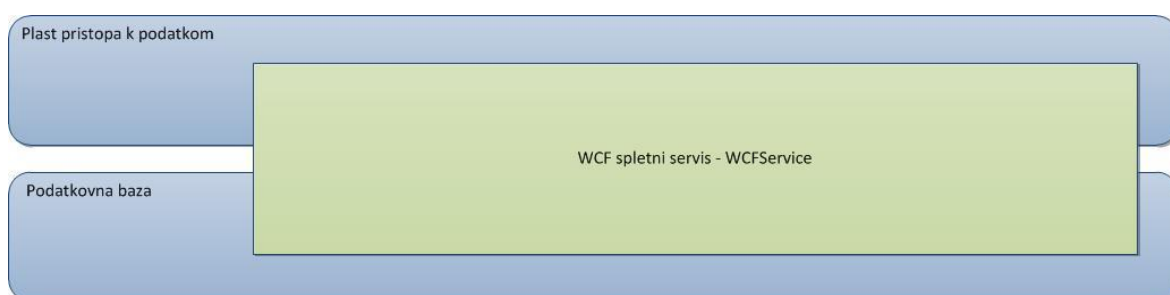 Plast pristopa k podatkom
WCF spletni servis - WCFService
Podatkovna baza